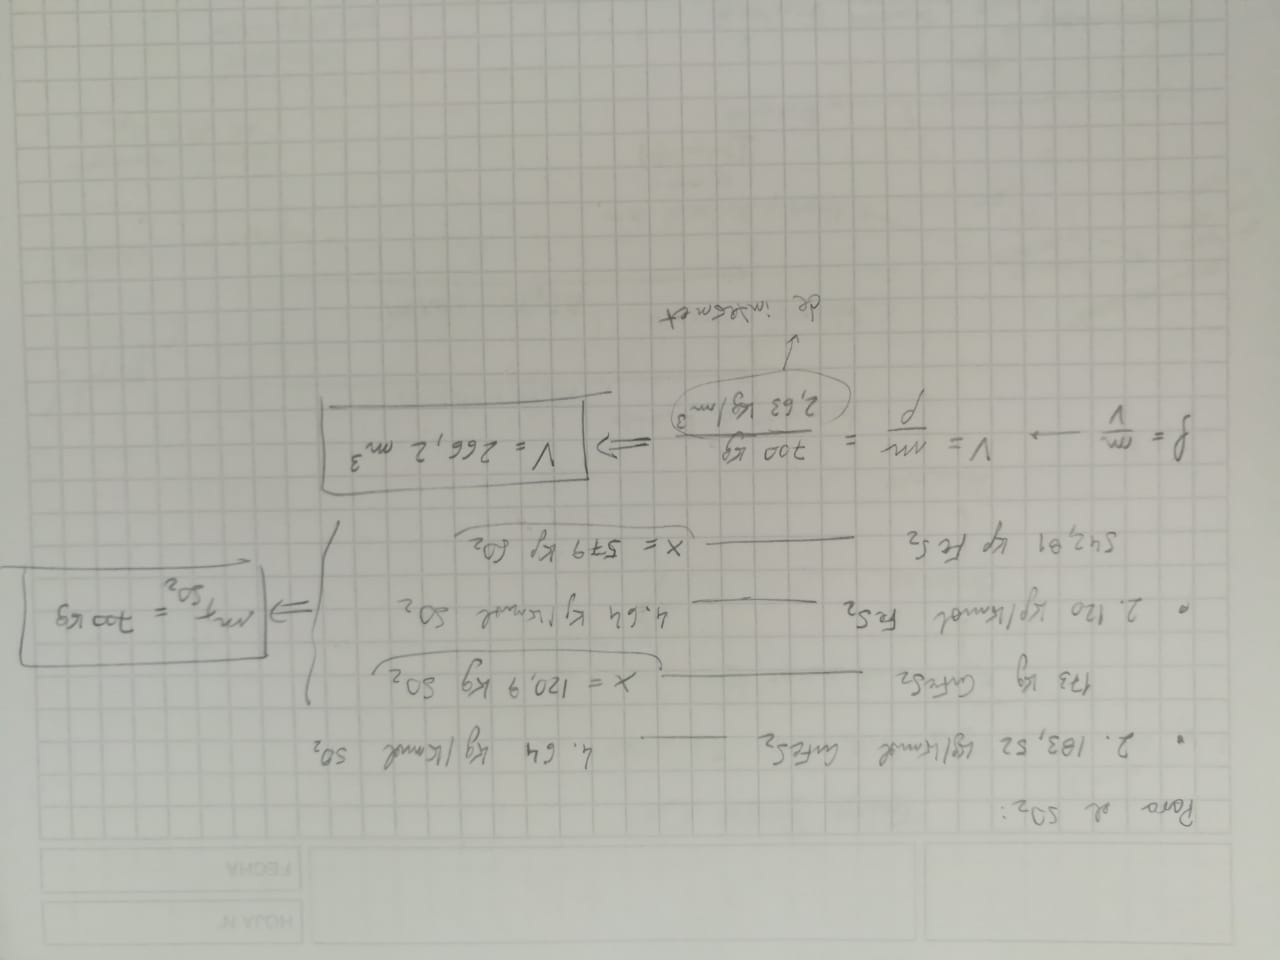 HOJA N°
FECHA
Para el SO₂:
• 2. 183,52 kg/Kmol CuFeS₂ —— 4. 64 kg/Kmol SO₂
173 kg CuFeS₂ —— x = 120,9 kg SO₂
• 2. 120 kg/Kmol FeS₂ —— 4. 64 kg/Kmol SO₂
⇒ mT SO₂ = 700 kg
542,81 kg FeS₂ —— x = 579 kg SO₂
ρ = m/V → V = m/ρ = 700 kg / 2,63 kg/m³ ⇒ V = 266,2 m³
de internet